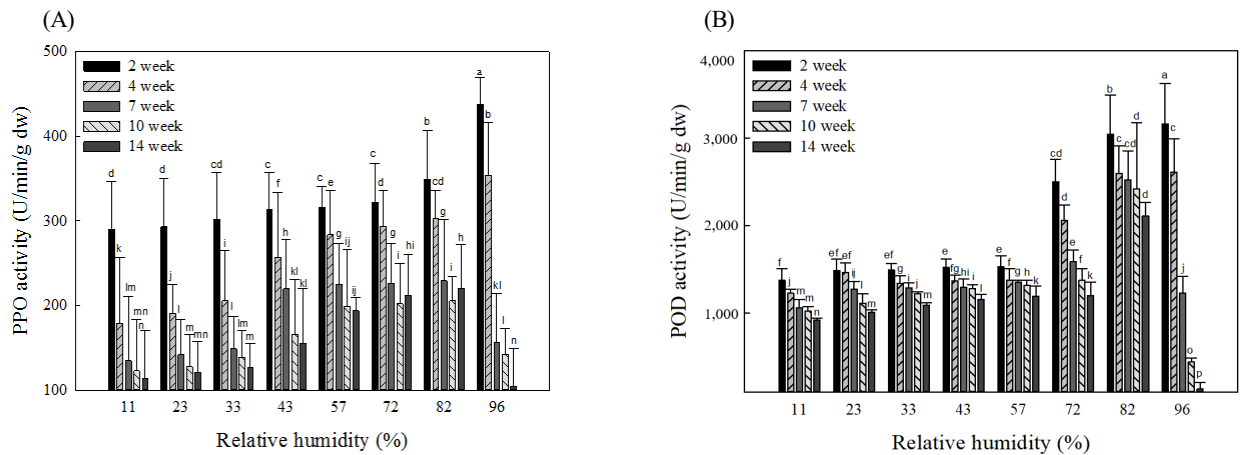 (A)
PPO activity (U/min/g dw)
500
400
300
200
100
2 week
4 week
7 week
10 week
14 week
d k lm mn n
d j l m mn
cd i l lm m
c f h kl kl
c e g ij ij
c d g i hi
b cd g i h
a b kl l n
11 23 33 43 57 72 82 96
Relative humidity (%)
(B)
POD activity (U/min/g dw)
4,000
3,000
2,000
1,000
2 week
4 week
7 week
10 week
14 week
f j m m n
ef ef ij l m
ef g i j m
e fg hi i l
e f g h k
cd d e f k
b c cd d d
a c j o p
11 23 33 43 57 72 82 96
Relative humidity (%)